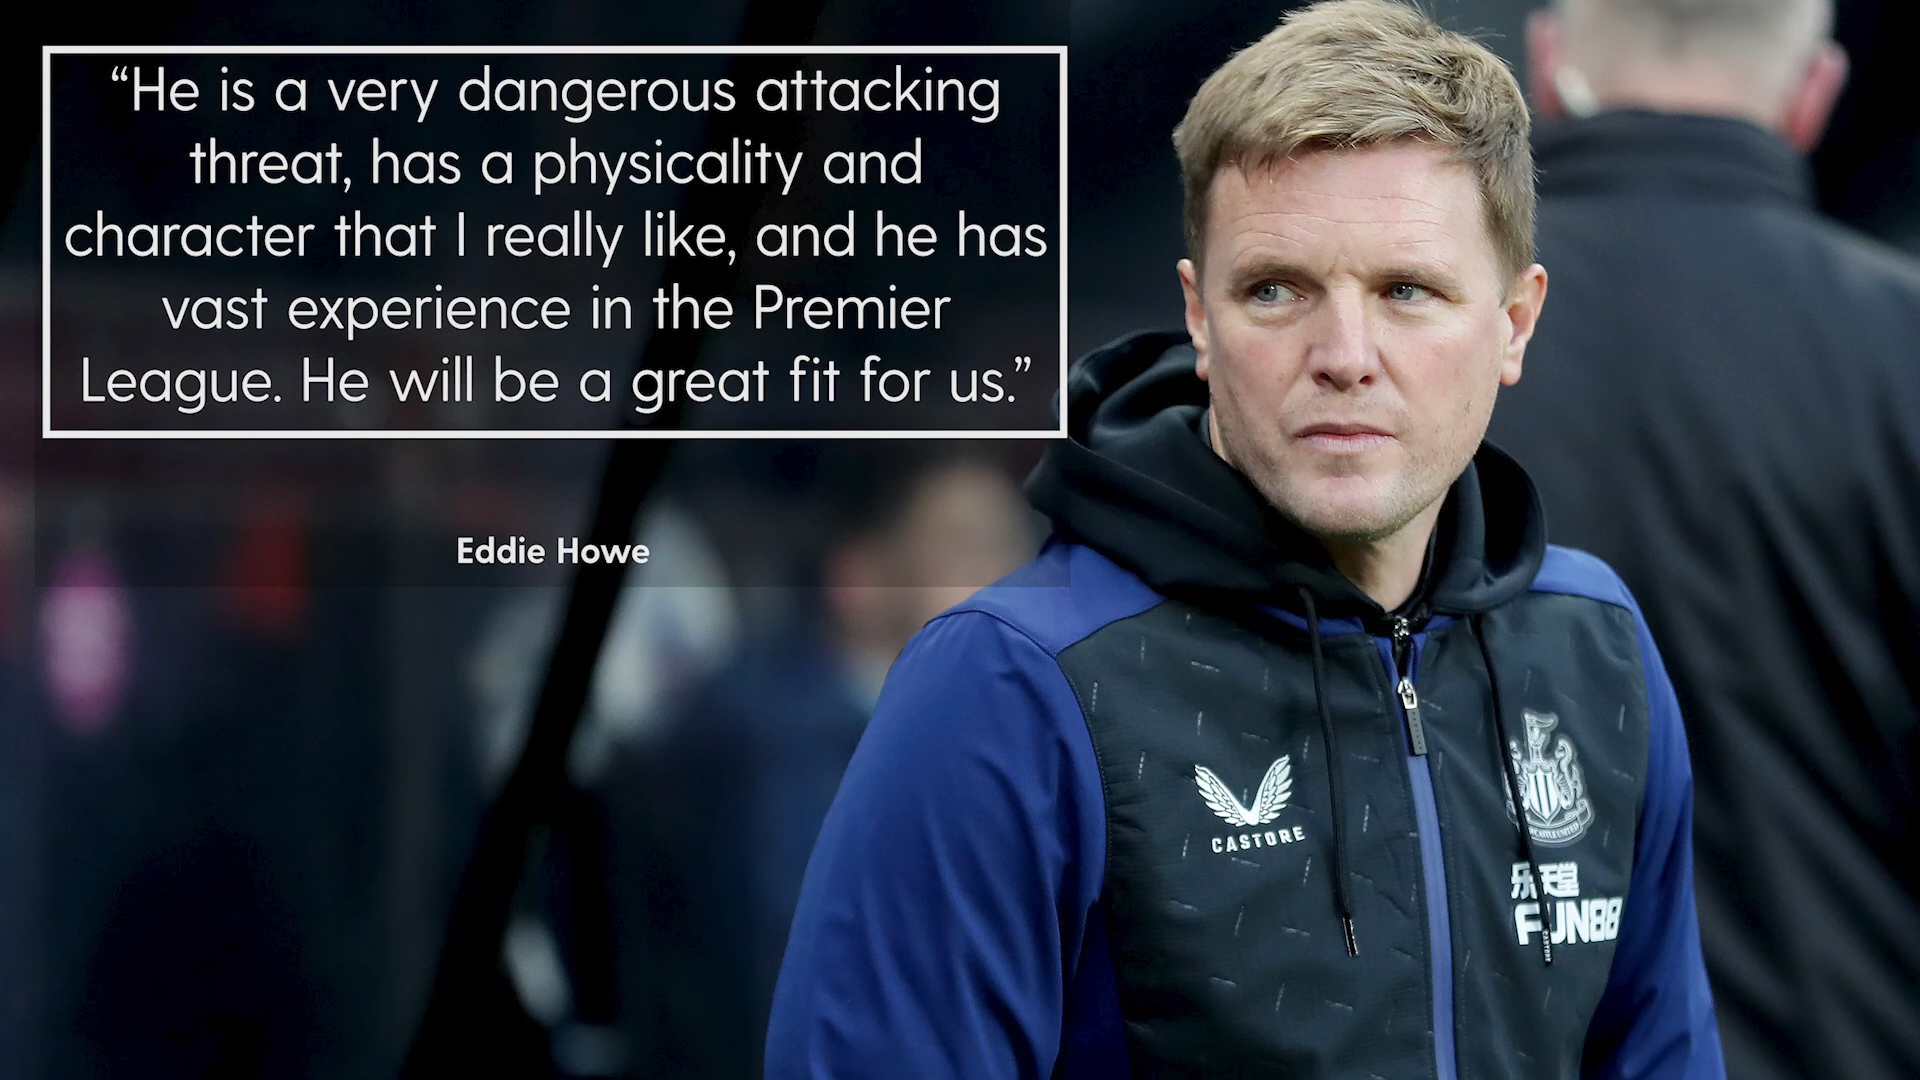 “He is a very dangerous attacking
threat, has a physicality and
character that I really like, and he has
vast experience in the Premier
League. He will be a great fit for us.”
Eddie Howe
CASTORE
乐天堂
FUN88